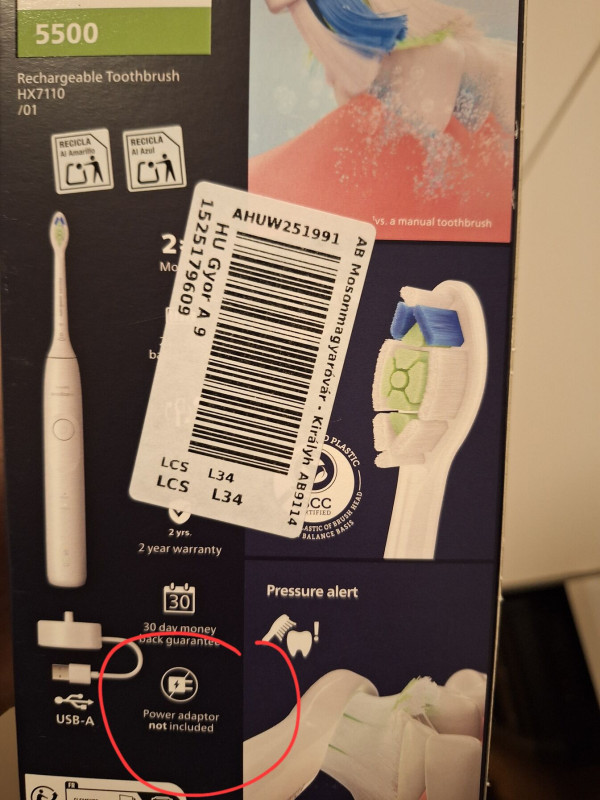 5500
Rechargeable Toothbrush
HX7110
/01
RECICLA
Al Amarillo
RECICLA
Al Azul
vs. a manual toothbrush
AHUW251991
HU Gyor A 9
1525179609
AB Mosonmagyaróvár - Királyh AB9114
LCS L34
LCS L34
2 yrs.
2 year warranty
30
30 day money
back guarantee
USB-A
Power adaptor
not included
Pressure alert
FR